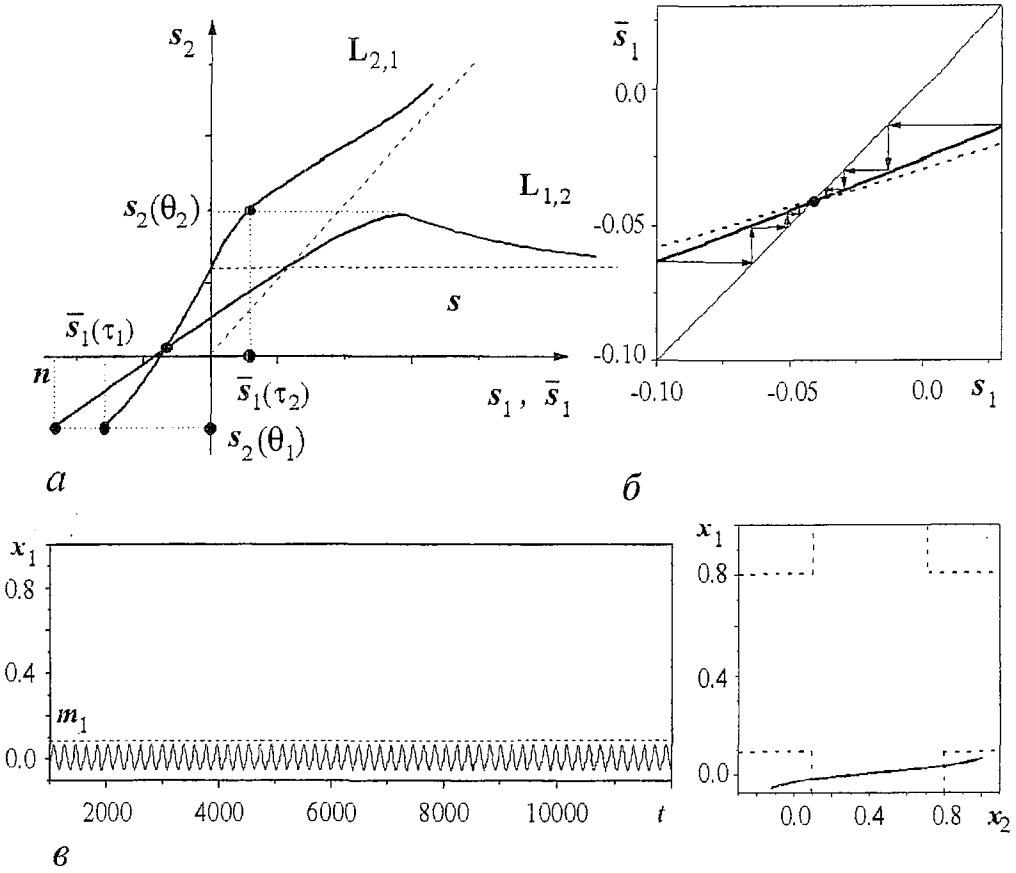 s₂
L₂,₁
s₂(θ₂)
L₁,₂
s
s̄₁(τ₁)
n
s̄₁(τ₂)
s₁, s̄₁
s₂(θ₁)
а
s̄₁
0.0
-0.05
-0.10
-0.10
-0.05
0.0
s₁
б
x₁
0.8
0.4
m₁
0.0
2000
4000
6000
8000
10000
t
в
x₁
0.8
0.4
0.0
0.0
0.4
0.8
x₂